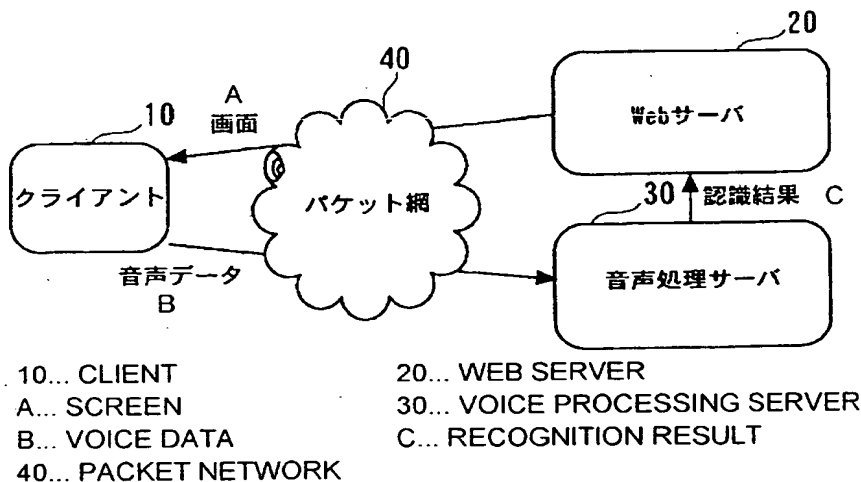 20
40
10
A
画面
Webサーバ
クライアント
パケット網
30
認識結果 C
音声データ
B
音声処理サーバ
10... CLIENT
A... SCREEN
B... VOICE DATA
40... PACKET NETWORK
20... WEB SERVER
30... VOICE PROCESSING SERVER
C... RECOGNITION RESULT